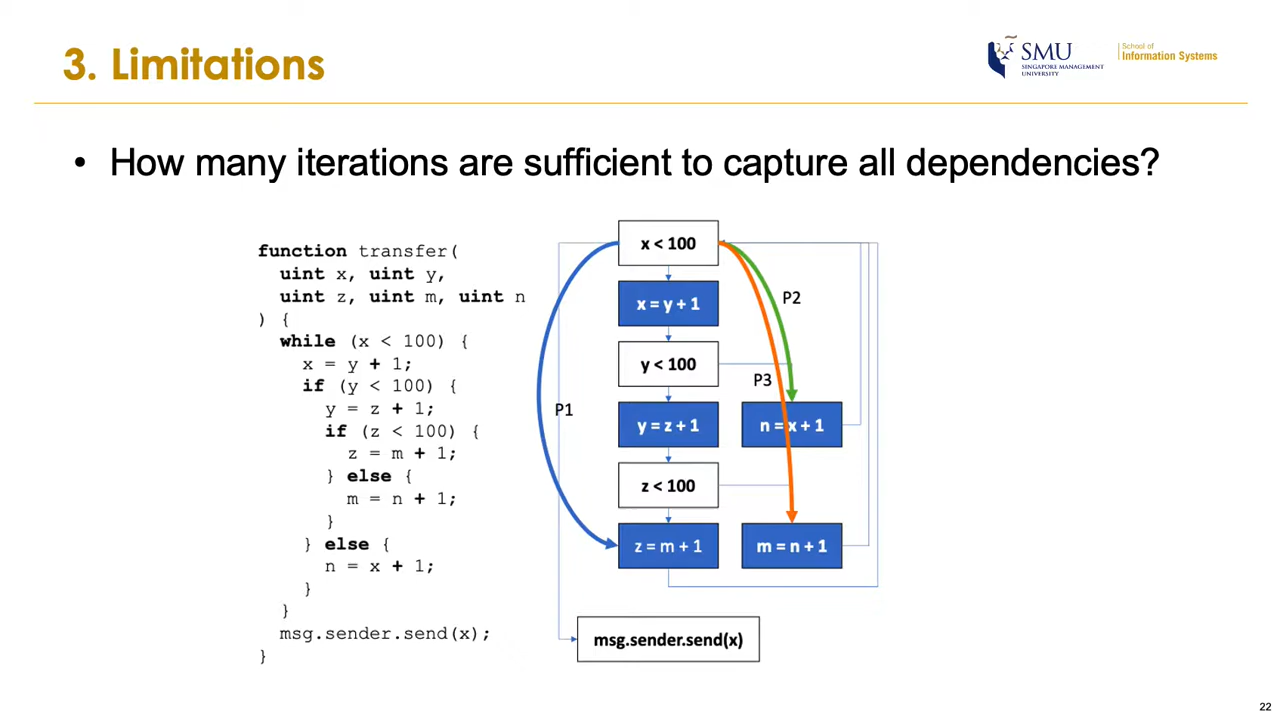 3. Limitations
SMU
SINGAPORE MANAGEMENT
UNIVERSITY
School of
Information Systems
• How many iterations are sufficient to capture all dependencies?
function transfer(
uint x, uint y,
uint z, uint m, uint n
) {
while (x < 100) {
x = y + 1;
if (y < 100) {
y = z + 1;
if (z < 100) {
z = m + 1;
} else {
m = n + 1;
}
} else {
n = x + 1;
}
}
msg.sender.send(x);
}
x < 100
x = y + 1
P2
y < 100
P3
P1
y = z + 1
n = x + 1
z < 100
z = m + 1
m = n + 1
msg.sender.send(x)
22